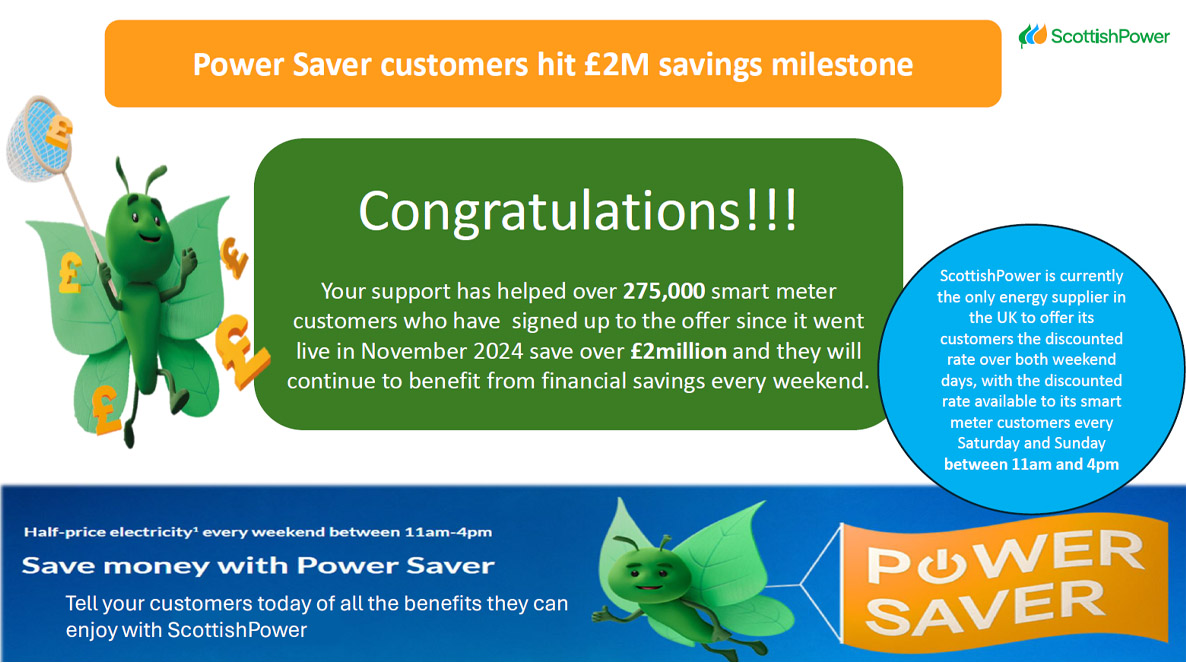 Power Saver customers hit £2M savings milestone
ScottishPower
£
£
£
£
£
Congratulations!!!
Your support has helped over 275,000 smart meter
customers who have  signed up to the offer since it went
live in November 2024 save over £2million and they will
continue to benefit from financial savings every weekend.
ScottishPower is currently
the only energy supplier in
the UK to offer its
customers the discounted
rate over both weekend
days, with the discounted
rate available to its smart
meter customers every
Saturday and Sunday
between 11am and 4pm
Half-price electricity¹ every weekend between 11am-4pm
Save money with Power Saver
Tell your customers today of all the benefits they can
enjoy with ScottishPower
POWER
SAVER